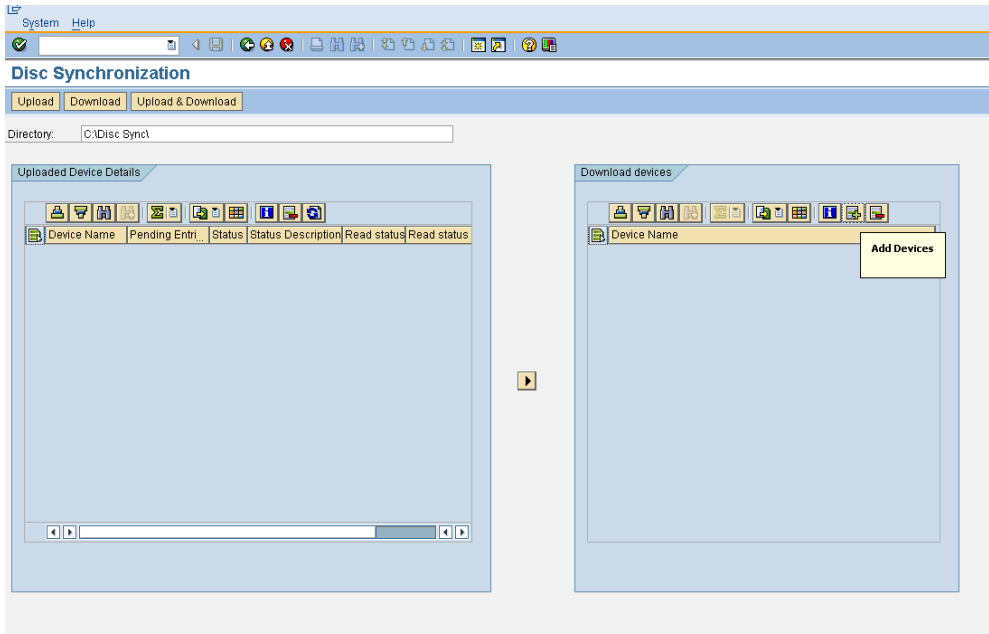 System Help
Disc Synchronization
Upload Download Upload & Download
Directory: C:\Disc Sync\
Uploaded Device Details
Device Name Pending Entri... Status Status Description Read status Read status
Download devices
Device Name
Add Devices